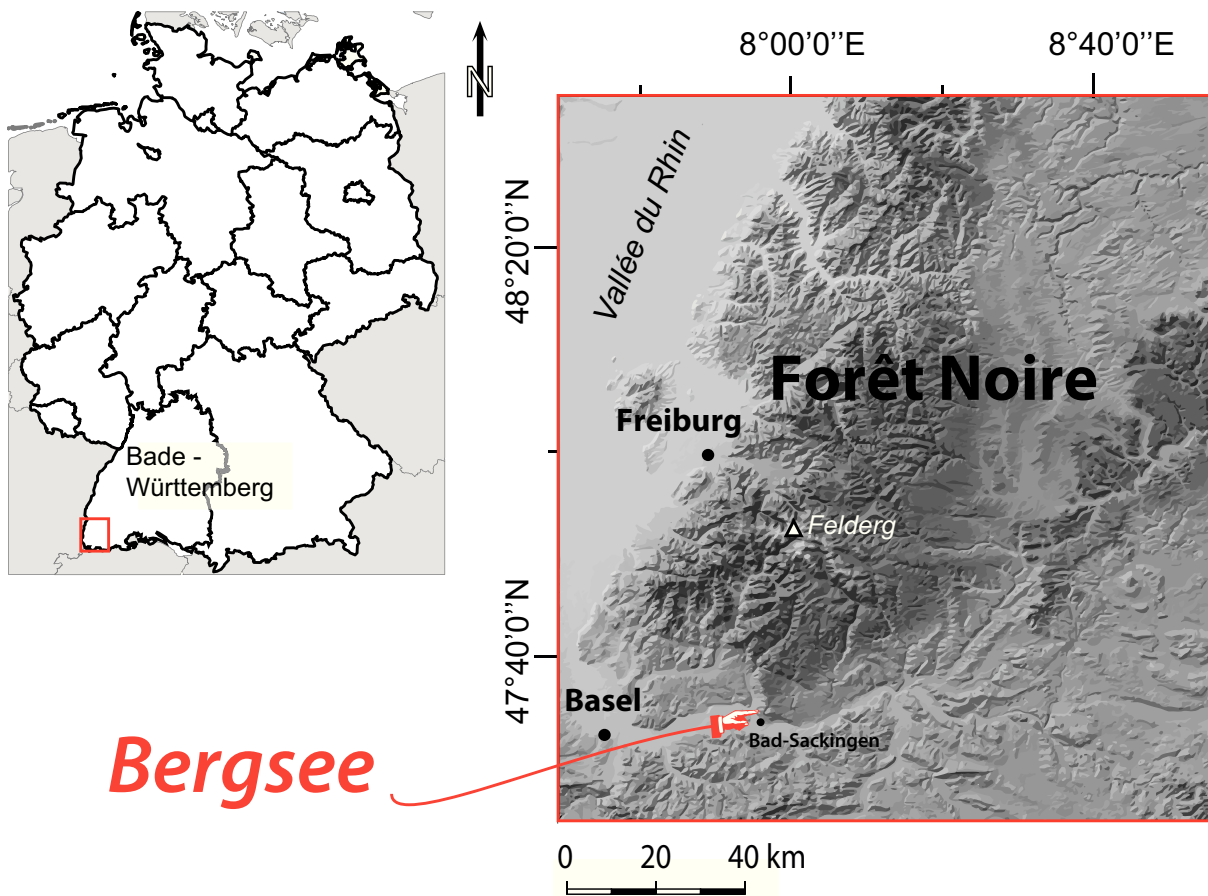 Bade -
Württemberg
N
8°00’0’’E
8°40’0’’E
48°20’0’’N
47°40’0’’N
Vallée du Rhin
Forêt Noire
Freiburg
Felderg
Basel
Bad-Sackingen
Bergsee
0 20 40 km